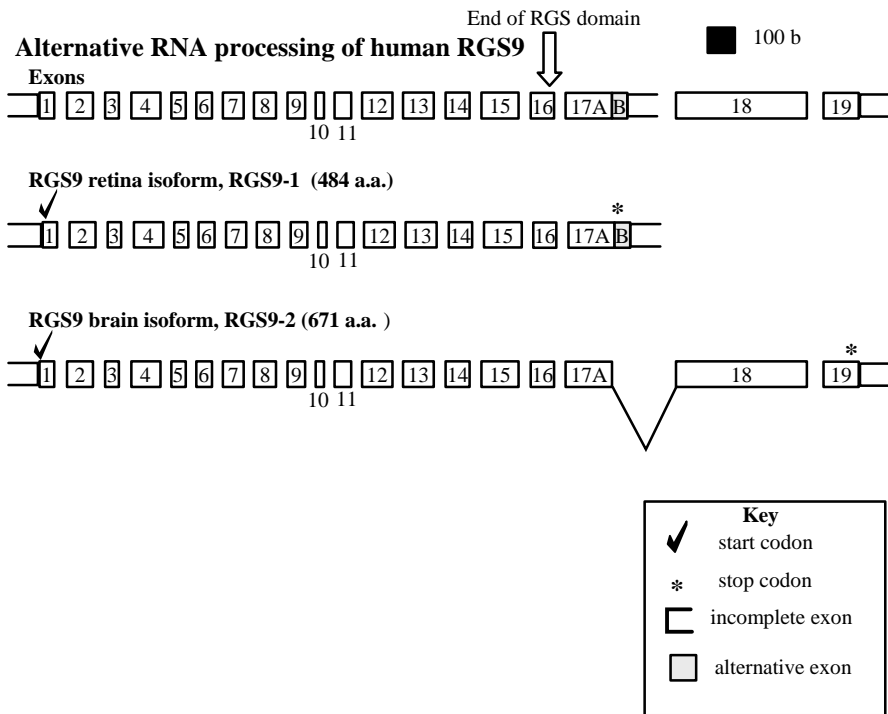 End of RGS domain
Alternative RNA processing of human RGS9
100 b
Exons
1 2 3 4 5 6 7 8 9 12 13 14 15 16 17A B 18 19
10 11
RGS9 retina isoform, RGS9-1 (484 a.a.)
*
1 2 3 4 5 6 7 8 9 12 13 14 15 16 17A B
10 11
RGS9 brain isoform, RGS9-2 (671 a.a. )
*
1 2 3 4 5 6 7 8 9 12 13 14 15 16 17A 18 19
10 11
Key
start codon
* stop codon
incomplete exon
alternative exon